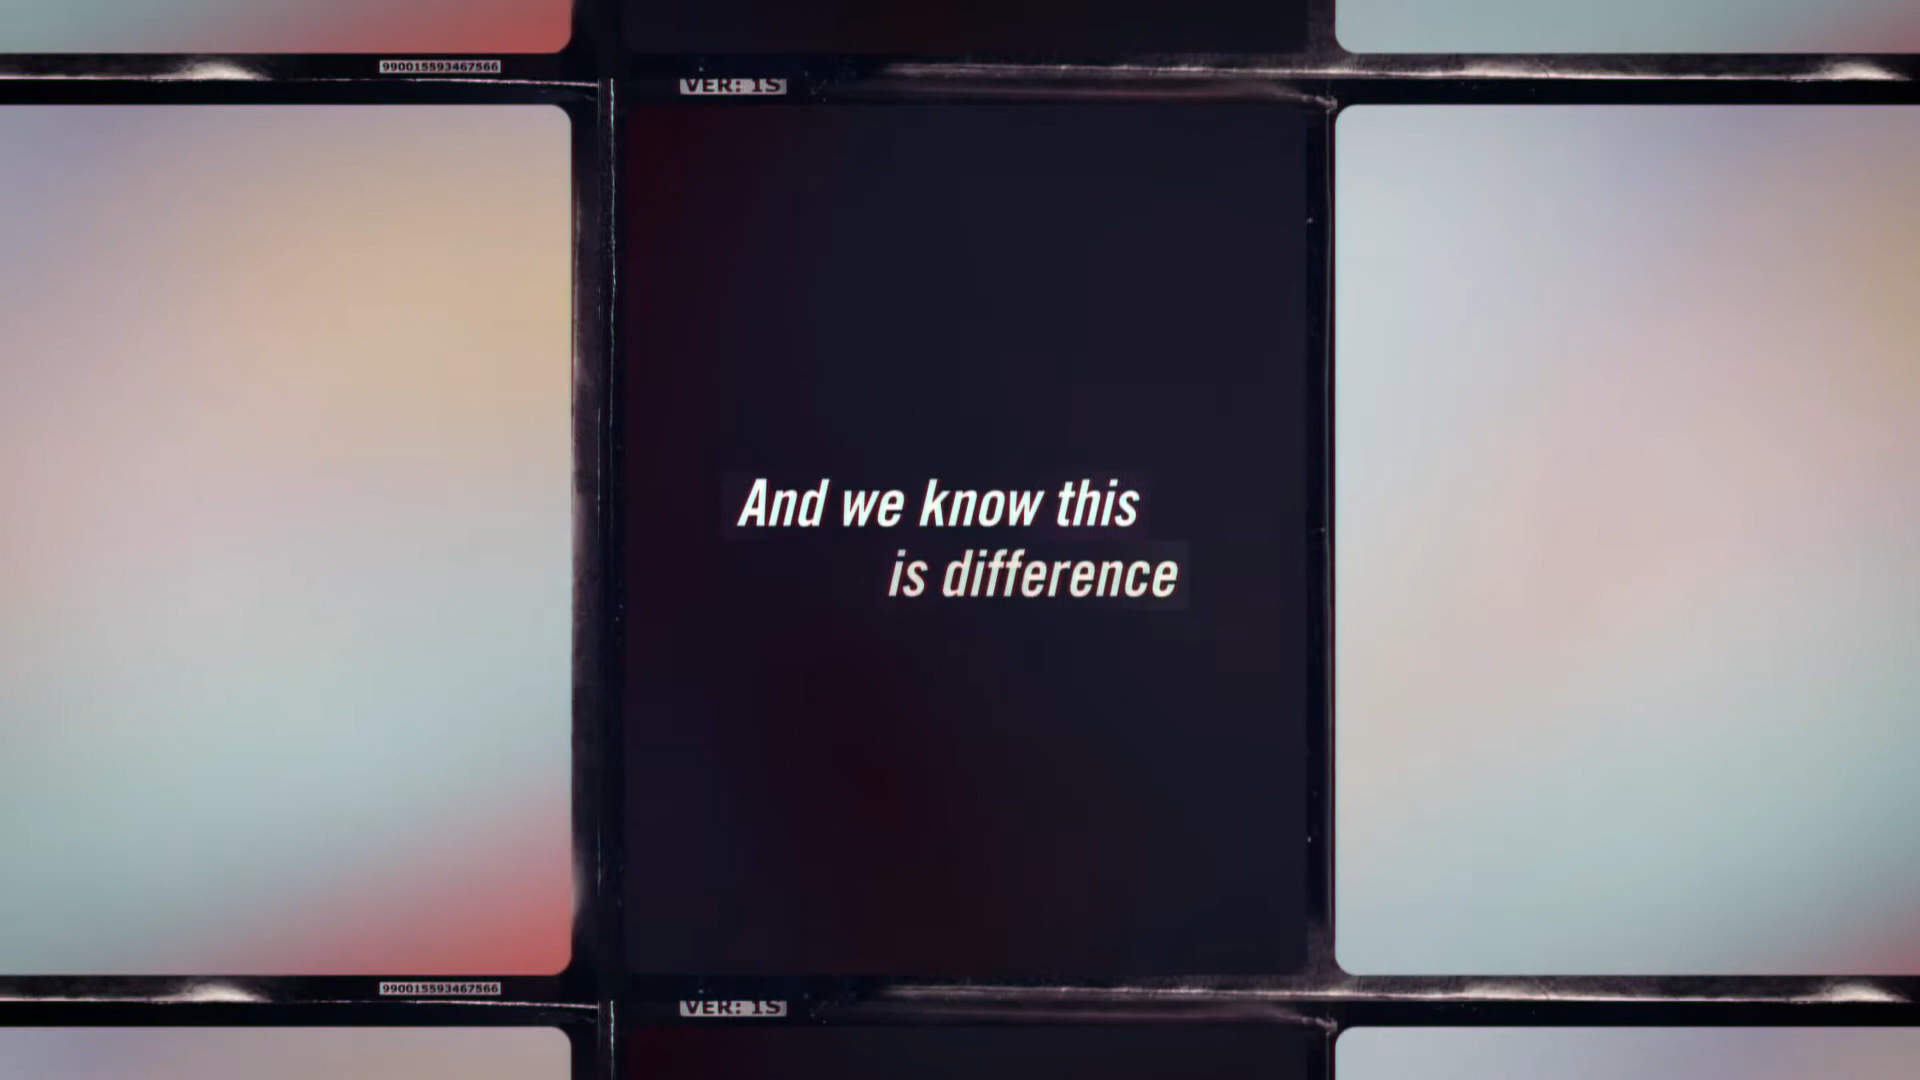 990015593467566
VER: 1S
And we know this
is difference
990015593467566
VER: 1S